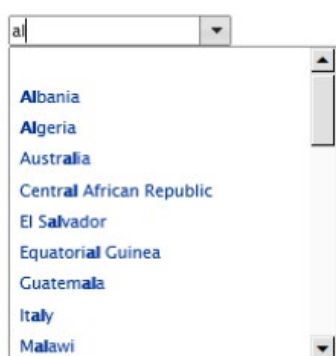 al
Albania
Algeria
Australia
Central African Republic
El Salvador
Equatorial Guinea
Guatemala
Italy
Malawi